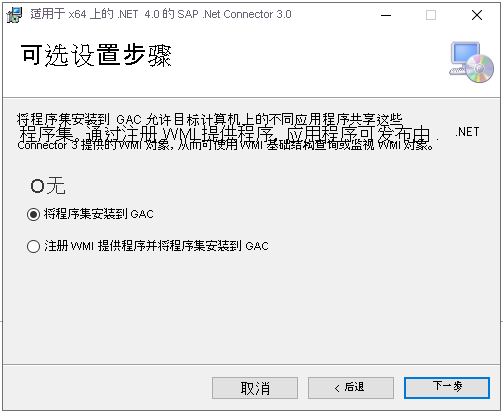 适用于 x64 上的 .NET 4.0 的 SAP .Net Connector 3.0
可选设置步骤
将程序集安装到 GAC 允许目标计算机上的不同应用程序共享这些
程序集。通过注册 WMI 提供程序, 应用程序可发布由 . .NET
Connector 3 提供的 WMI 对象, 从而可使用 WMI 基础结构查询或监视 WMI 对象。
O无
将程序集安装到 GAC
注册 WMI 提供程序并将程序集安装到 GAC
取消
< 后退
下一步